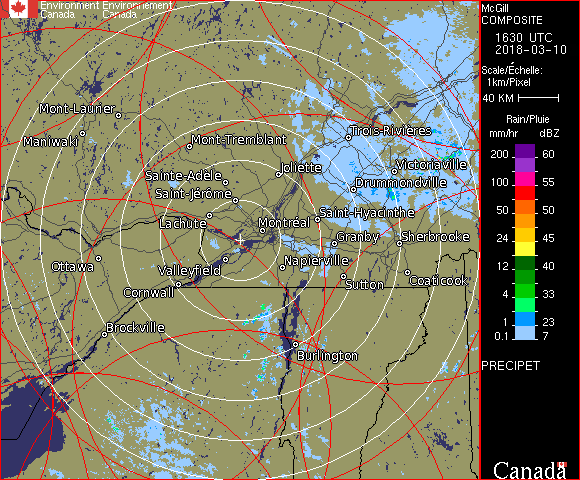 Environment Environnement
Canada Canada
McGill
COMPOSITE
1630 UTC
2018-03-10
Scale/Échelle:
1km/Pixel
40 KM
Rain/Pluie
mm/hr dBZ
200 60
100 55
50 50
24 45
12 40
4 33
1 23
0.1 7
PRECIPET
Canada
Mont-Laurier
Maniwaki
Mont-Tremblant
Trois-Rivières
Joliette
Victoriaville
Sainte-Adèle
Drummondville
Saint-Jérôme
Lachute
Saint-Hyacinthe
Montréal
Granby
Sherbrooke
Ottawa
Valleyfield
Napierville
Sutton
Coaticook
Cornwall
Brockville
Burlington